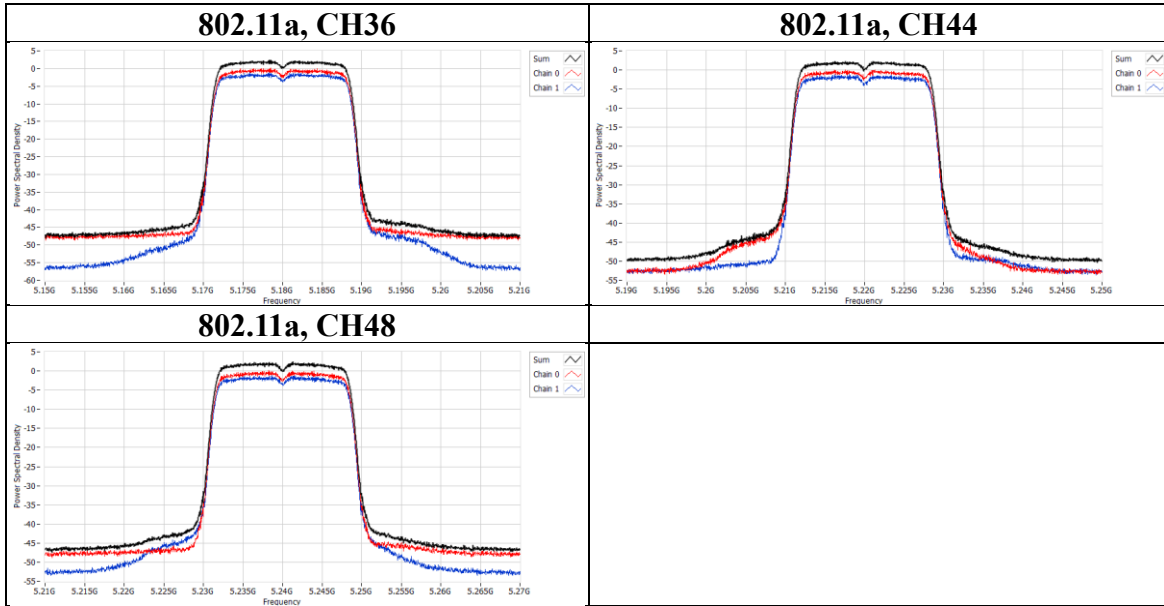 802.11a, CH36
802.11a, CH44
Power Spectral Density
5-
0-
-5-
-10-
-15-
-20-
-25-
-30-
-35-
-40-
-45-
-50-
-55-
-60-
5.15G 5.155G 5.16G 5.165G 5.17G 5.175G 5.18G 5.185G 5.19G 5.195G 5.2G 5.205G 5.21G
Frequency
Sum
Chain 0
Chain 1
Power Spectral Density
5-
0-
-5-
-10-
-15-
-20-
-25-
-30-
-35-
-40-
-45-
-50-
-55-
5.19G 5.195G 5.2G 5.205G 5.21G 5.215G 5.22G 5.225G 5.23G 5.235G 5.24G 5.245G 5.25G
Frequency
Sum
Chain 0
Chain 1
802.11a, CH48
Power Spectral Density
5-
0-
-5-
-10-
-15-
-20-
-25-
-30-
-35-
-40-
-45-
-50-
-55-
5.21G 5.215G 5.22G 5.225G 5.23G 5.235G 5.24G 5.245G 5.25G 5.255G 5.26G 5.265G 5.27G
Frequency
Sum
Chain 0
Chain 1